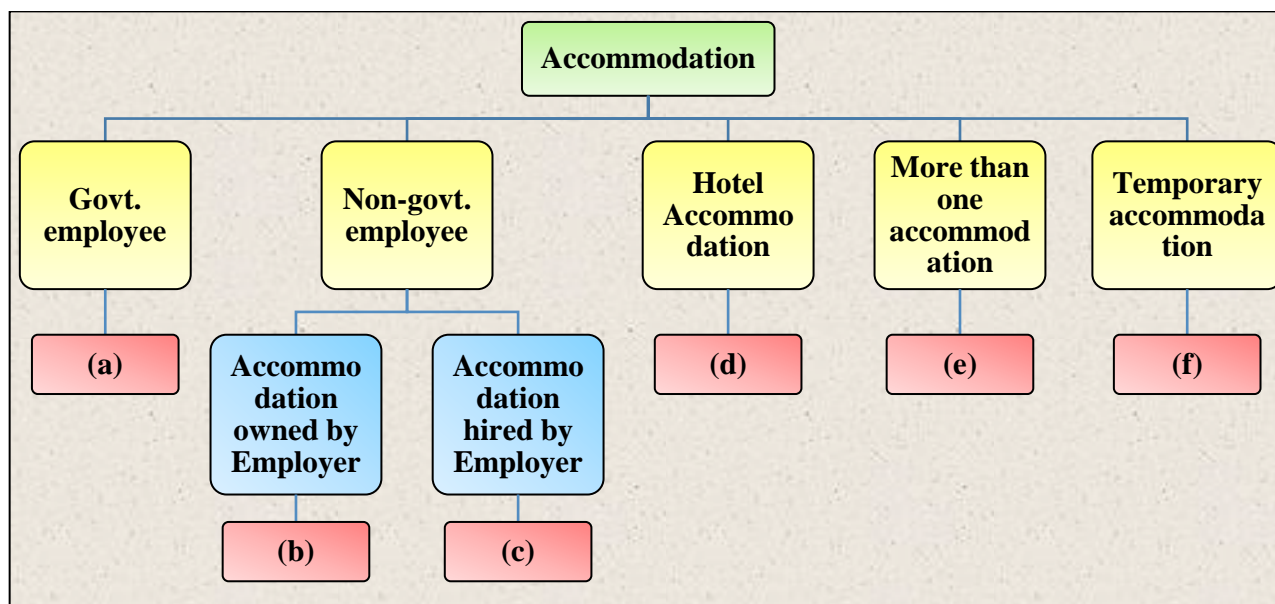 Accommodation
Govt.
employee
Non-govt.
employee
Hotel
Accommo
dation
More than
one
accommod
ation
Temporary
accommoda
tion
(a)
Accommo
dation
owned by
Employer
Accommo
dation
hired by
Employer
(d)
(e)
(f)
(b)
(c)